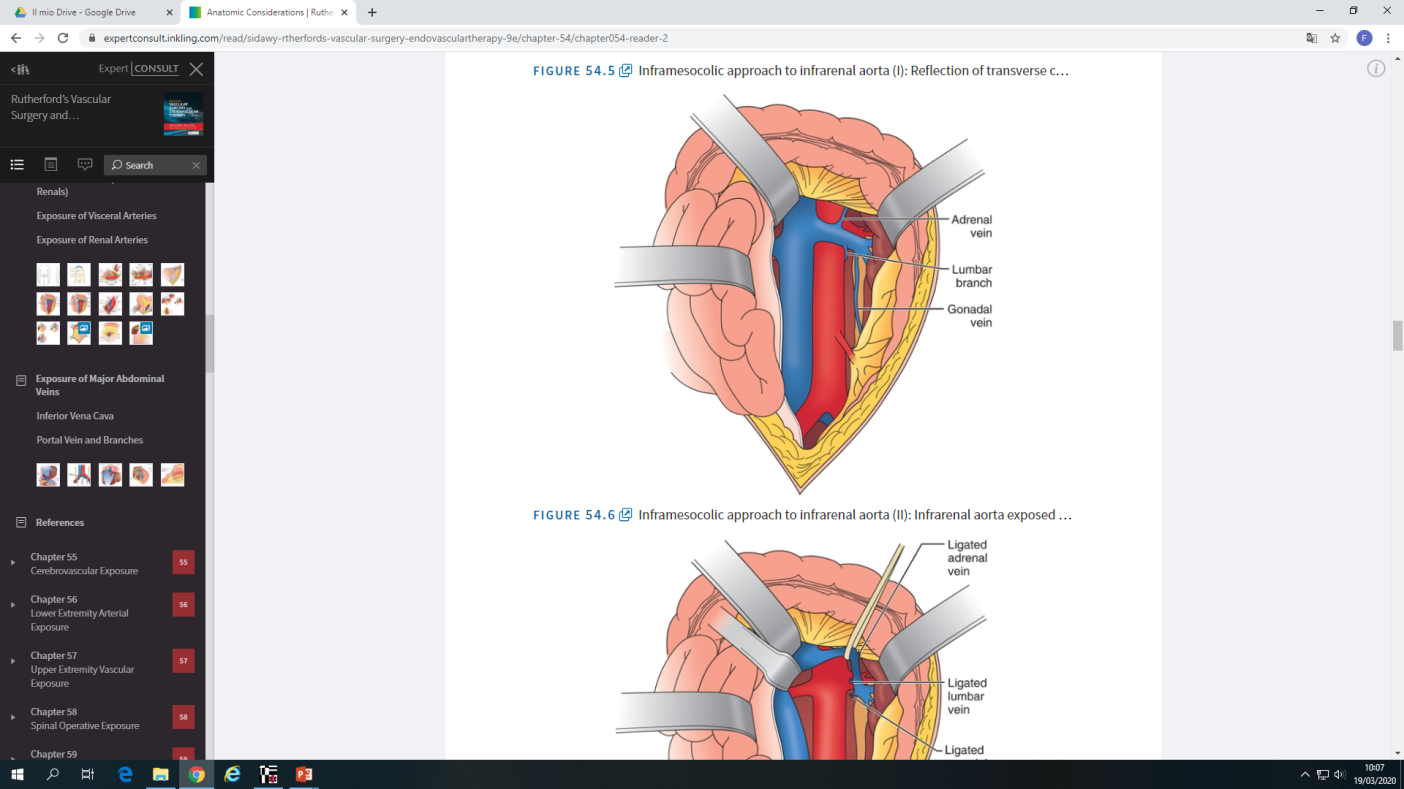 Il mio Drive - Google Drive
Anatomic Considerations | Ruthe
expertconsult.inkling.com/read/sidawy-rtherfords-vascular-surgery-endovasculartherapy-9e/chapter-54/chapter054-reader-2
F
Expert|CONSULT
Rutherford's Vascular
Surgery and…
Search
Renals)
Exposure of Visceral Arteries
Exposure of Renal Arteries
Exposure of Major Abdominal
Veins
Inferior Vena Cava
Portal Vein and Branches
References
Chapter 55
Cerebrovascular Exposure
55
Chapter 56
Lower Extremity Arterial
Exposure
56
Chapter 57
Upper Extremity Vascular
Exposure
57
Chapter 58
Spinal Operative Exposure
58
Chapter 59
FIGURE 54.5 Inframesocolic approach to infrarenal aorta (I): Reflection of transverse c…
Adrenal
vein
Lumbar
branch
Gonadal
vein
FIGURE 54.6 Inframesocolic approach to infrarenal aorta (II): Infrarenal aorta exposed …
Ligated
adrenal
vein
Ligated
lumbar
vein
Ligated
10:07
19/03/2020